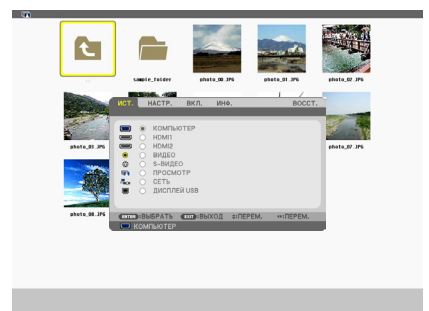 sample_folder
photo_00.JPG
photo_01.JPG
photo_02.JPG
photo_03.JPG
photo_07.JPG
photo_08.JPG
ИСТ. НАСТР. ВКЛ. ИНФ. ВОССТ.
КОМПЬЮТЕР
HDMI1
HDMI2
ВИДЕО
S-ВИДЕО
ПРОСМОТР
СЕТЬ
ДИСПЛЕЙ USB
ENTER :ВЫБРАТЬ EXIT :ВЫХОД ↕:ПЕРЕМ. ↔:ПЕРЕМ.
КОМПЬЮТЕР